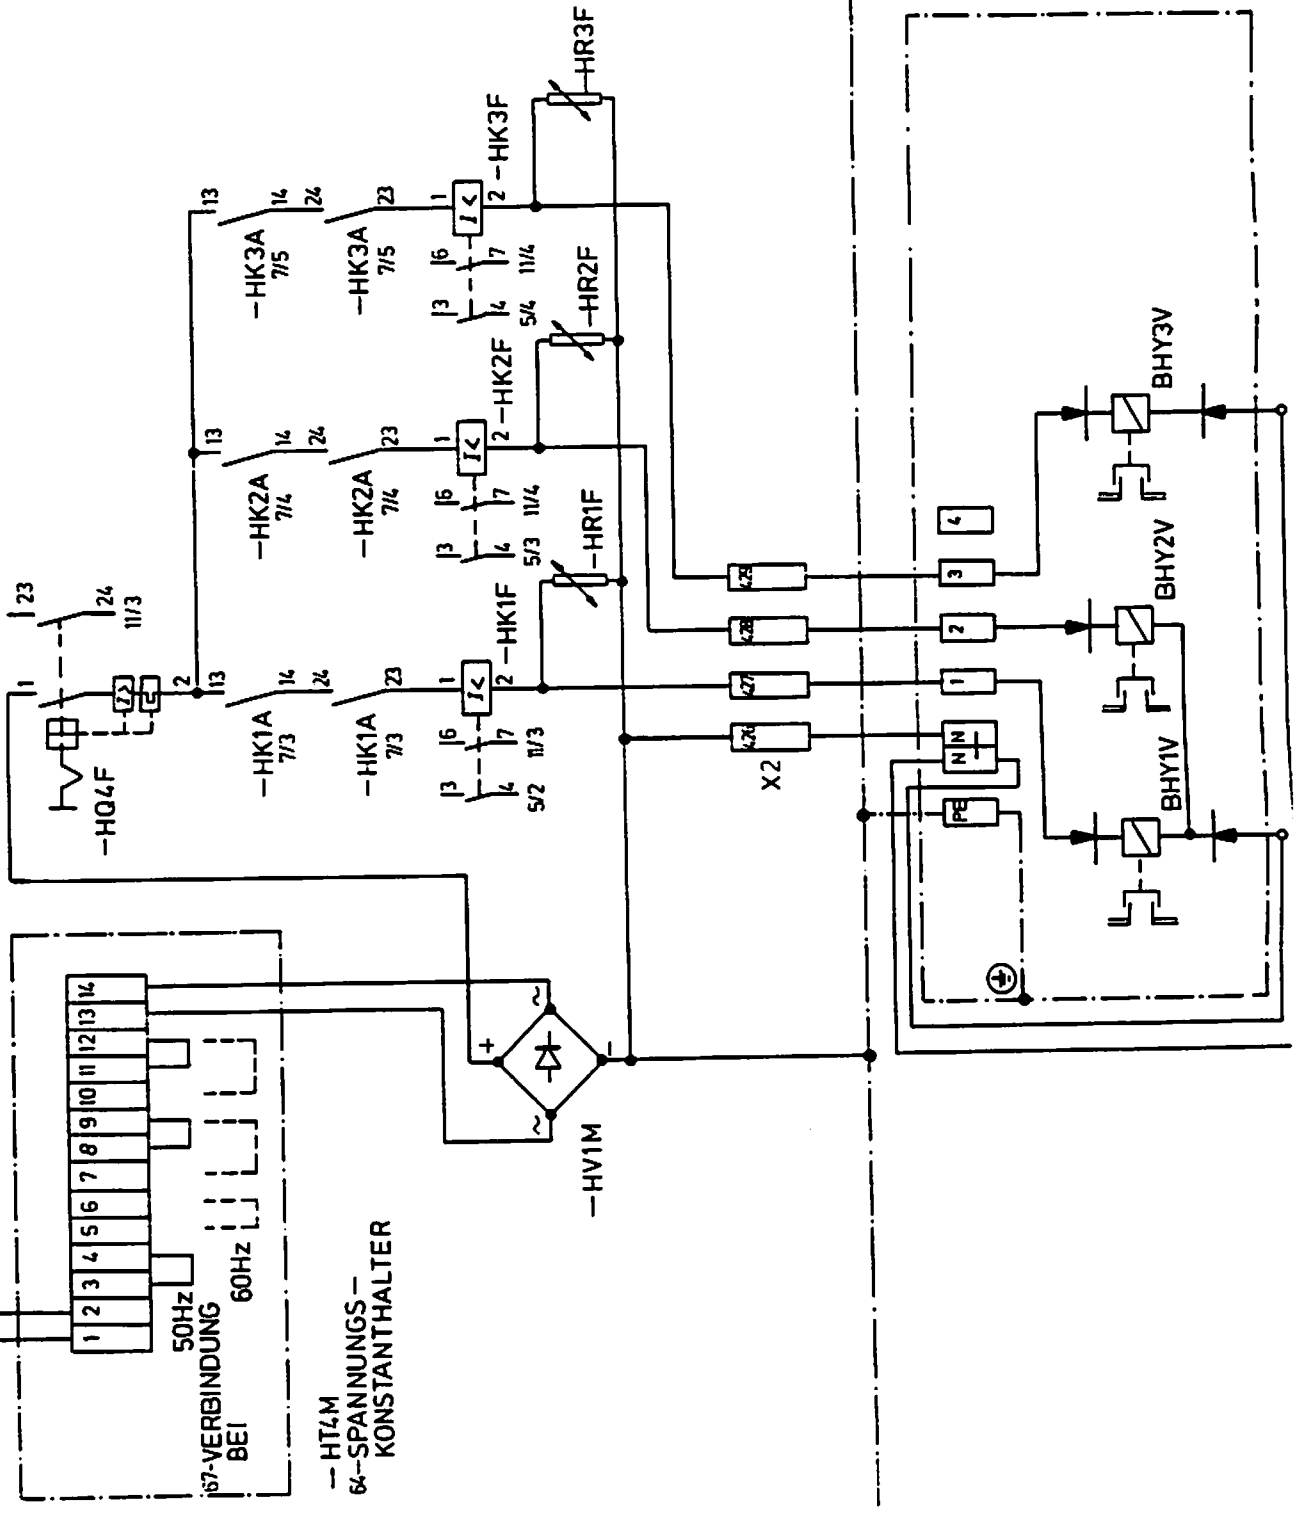 1 2 3 4 5 6 7 8 9 10 11 12 13 14
50Hz
67-VERBINDUNG
BEI
60Hz
—HT4M
64—SPANNUNGS—
KONSTANTHALTER
—HV1M
~
+
~
–
—HQ4F
1
23
24
11/3
I>
2
13
—HK1A
7/3
14
24
—HK1A
7/3
23
1
I<
2
—HK1F
6
7
11/3
3
4
5/2
—HR1F
13
—HK2A
7/4
14
24
—HK2A
7/4
23
1
I<
2
—HK2F
6
7
11/4
3
4
5/3
—HR2F
13
—HK3A
7/5
14
24
—HK3A
7/5
23
1
I<
2
—HK3F
6
7
11/4
3
4
5/4
—HR3F
X2
426
427
428
429
PE
N N
1
2
3
4
BHY1V
BHY2V
BHY3V